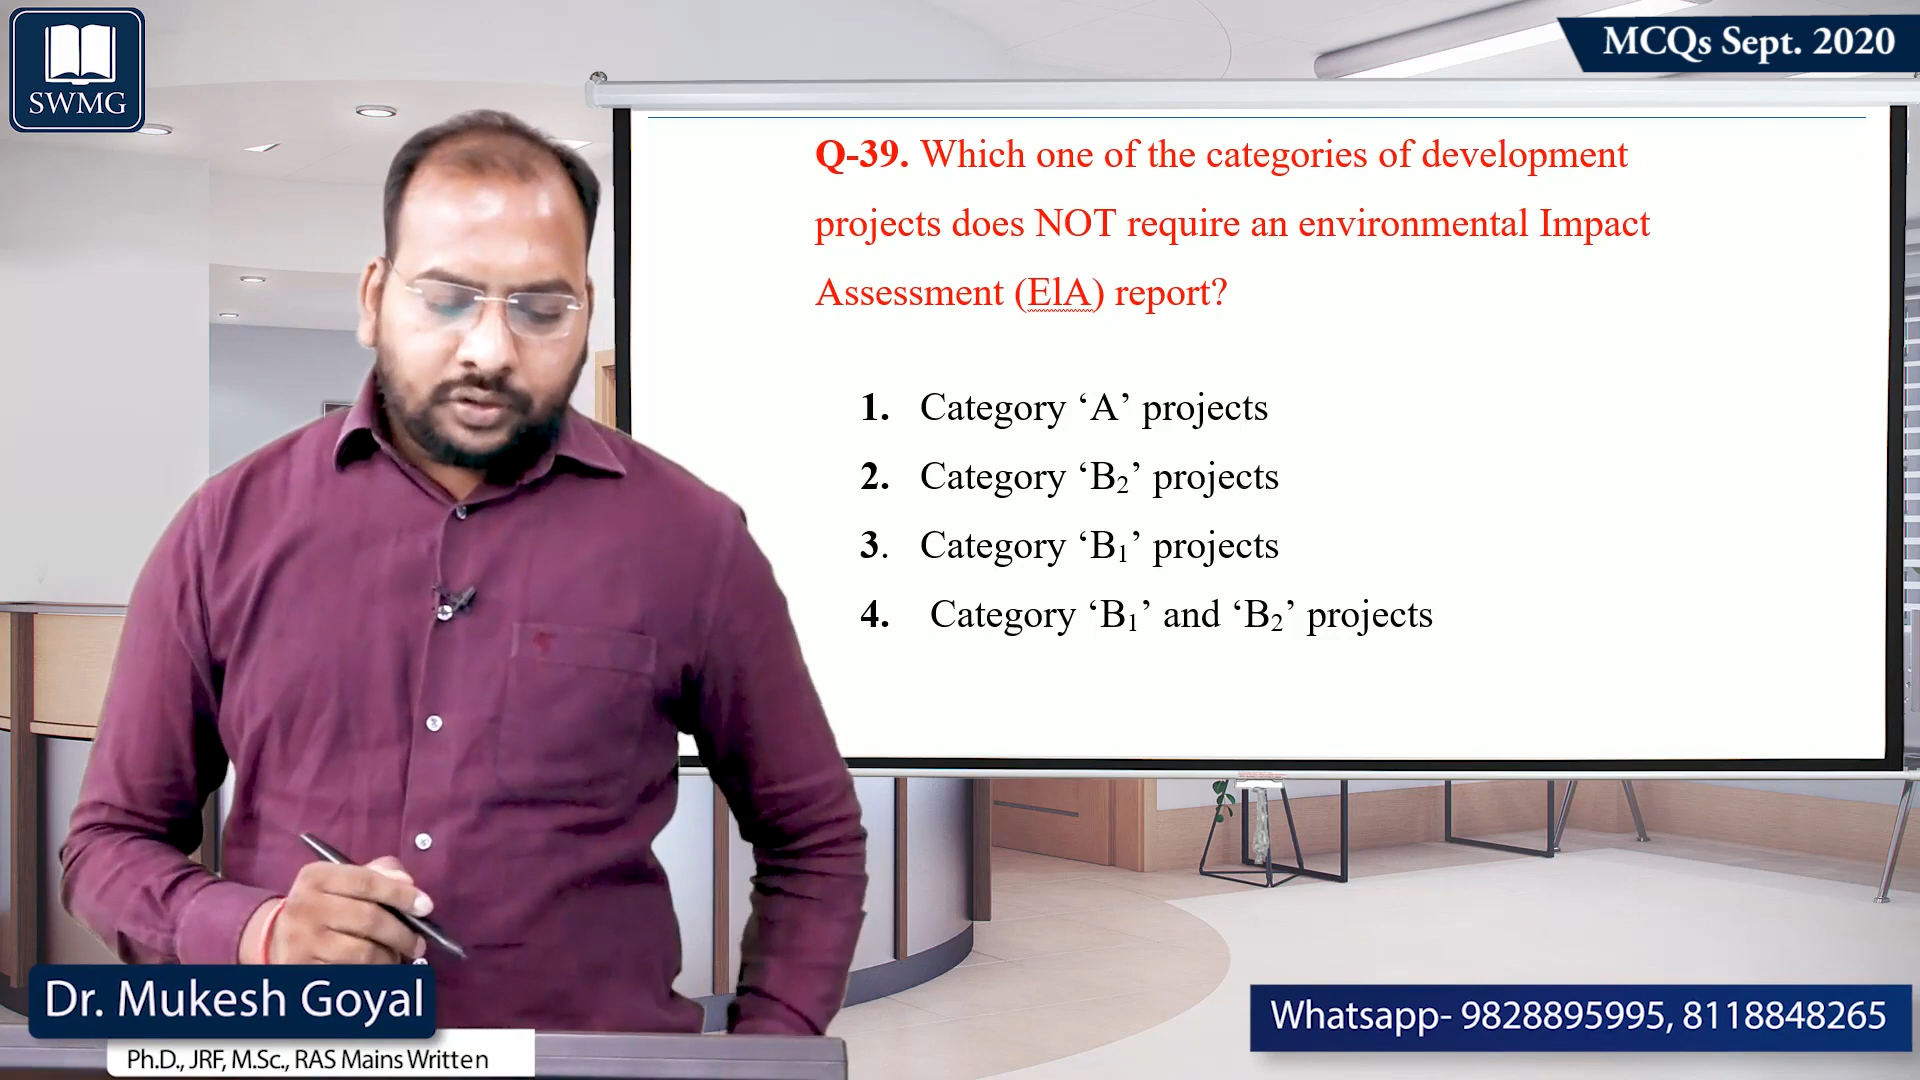 SWMG
MCQs Sept. 2020
Q-39. Which one of the categories of development
projects does NOT require an environmental Impact
Assessment (ElA) report?
1. Category ‘A’ projects
2. Category ‘B₂’ projects
3. Category ‘B₁’ projects
4. Category ‘B₁’ and ‘B₂’ projects
Dr. Mukesh Goyal
Ph.D., JRF, M.Sc., RAS Mains Written
Whatsapp- 9828895995, 8118848265